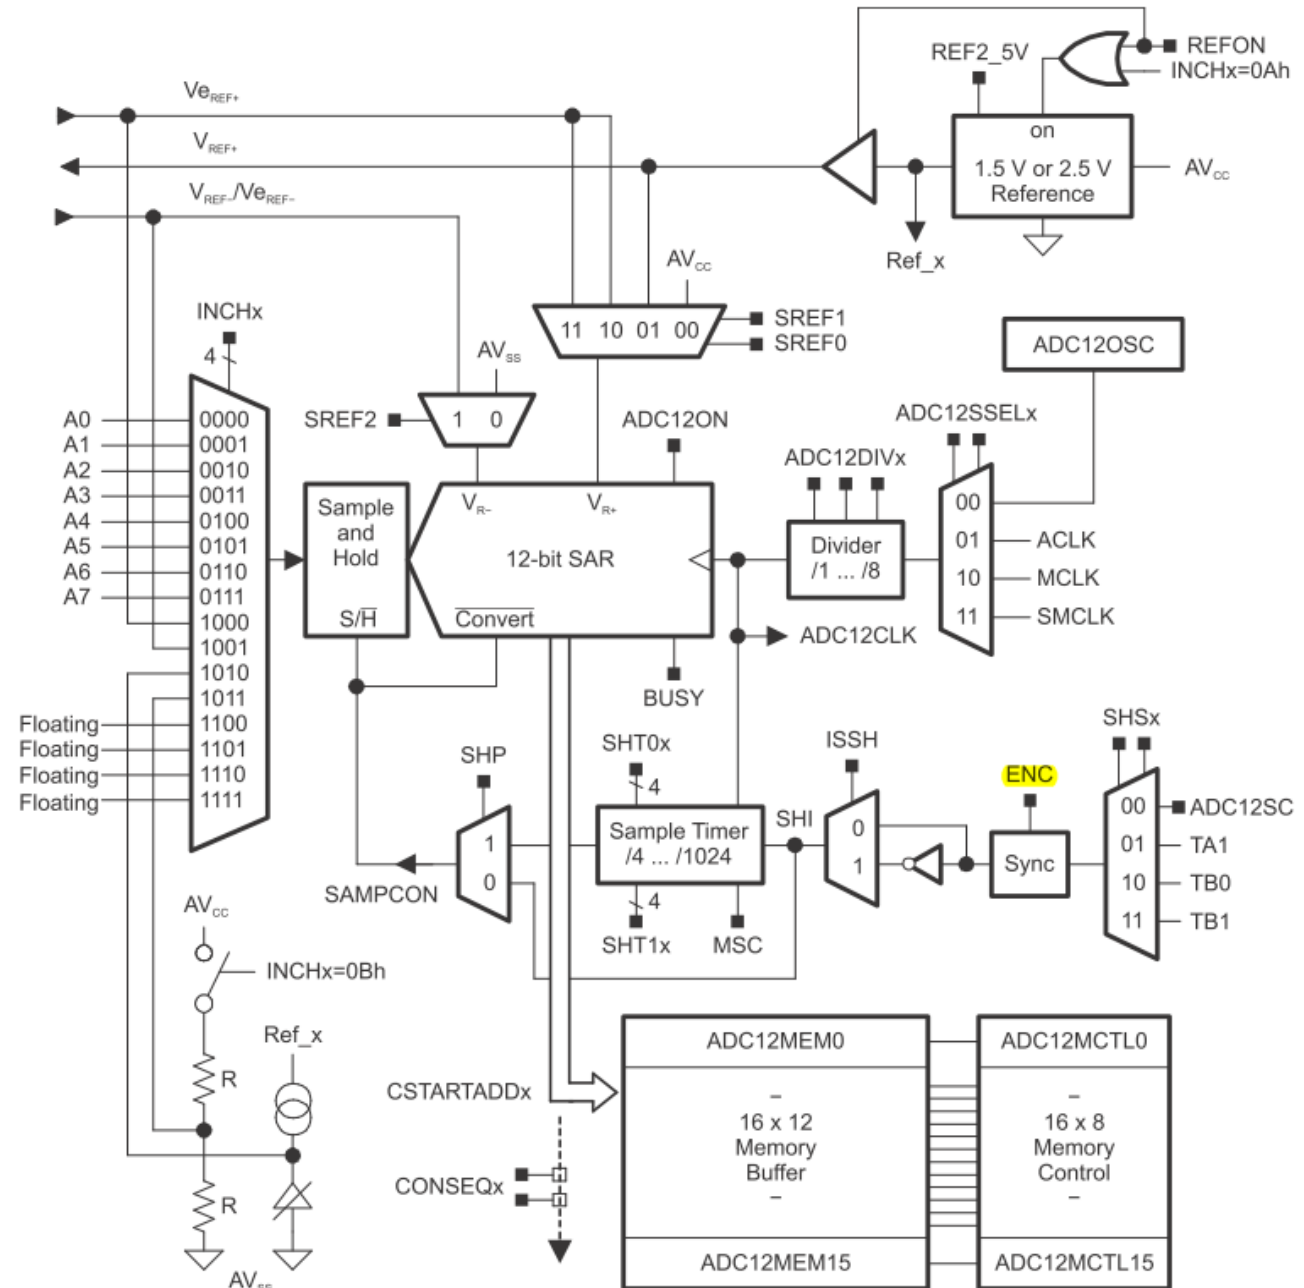 REF2_5V
REFON
INCHx=0Ah
VeREF+
on
VREF+
1.5 V or 2.5 V
Reference
AVCC
VREF–/VeREF–
Ref_x
AVCC
INCHx
4
11 10 01 00
SREF1
SREF0
ADC12OSC
AVSS
SREF2
1 0
ADC12ON
ADC12SSELx
ADC12DIVx
A0 0000
A1 0001
A2 0010
A3 0011
A4 0100
A5 0101
A6 0110
A7 0111
1000
1001
1010
1011
Floating 1100
Floating 1101
Floating 1110
Floating 1111
Sample
and
Hold
S/H
VR–
VR+
12-bit SAR
Convert
BUSY
Divider
/1 ... /8
00
01 ACLK
10 MCLK
11 SMCLK
ADC12CLK
SHP
1
0
SAMPCON
SHT0x
4
Sample Timer
/4 ... /1024
4
SHT1x
MSC
SHI
ISSH
0
1
ENC
Sync
SHSx
00 ADC12SC
01 TA1
10 TB0
11 TB1
AVCC
INCHx=0Bh
Ref_x
R
R
AVSS
CSTARTADDx
CONSEQx
ADC12MEM0
–
16 x 12
Memory
Buffer
–
ADC12MEM15
ADC12MCTL0
–
16 x 8
Memory
Control
–
ADC12MCTL15